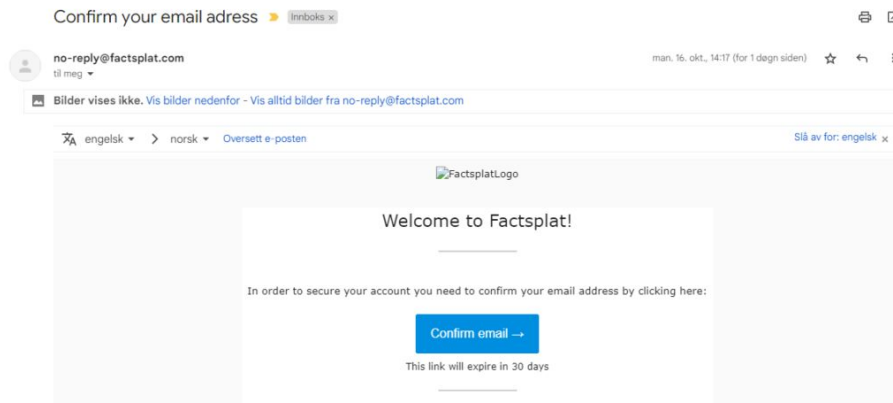 Confirm your email adress Innboks x
no-reply@factsplat.com man. 16. okt., 14:17 (for 1 døgn siden)
til meg
Bilder vises ikke. Vis bilder nedenfor - Vis alltid bilder fra no-reply@factsplat.com
engelsk > norsk Oversett e-posten Slå av for: engelsk x
FactsplatLogo
Welcome to Factsplat!
In order to secure your account you need to confirm your email address by clicking here:
Confirm email →
This link will expire in 30 days